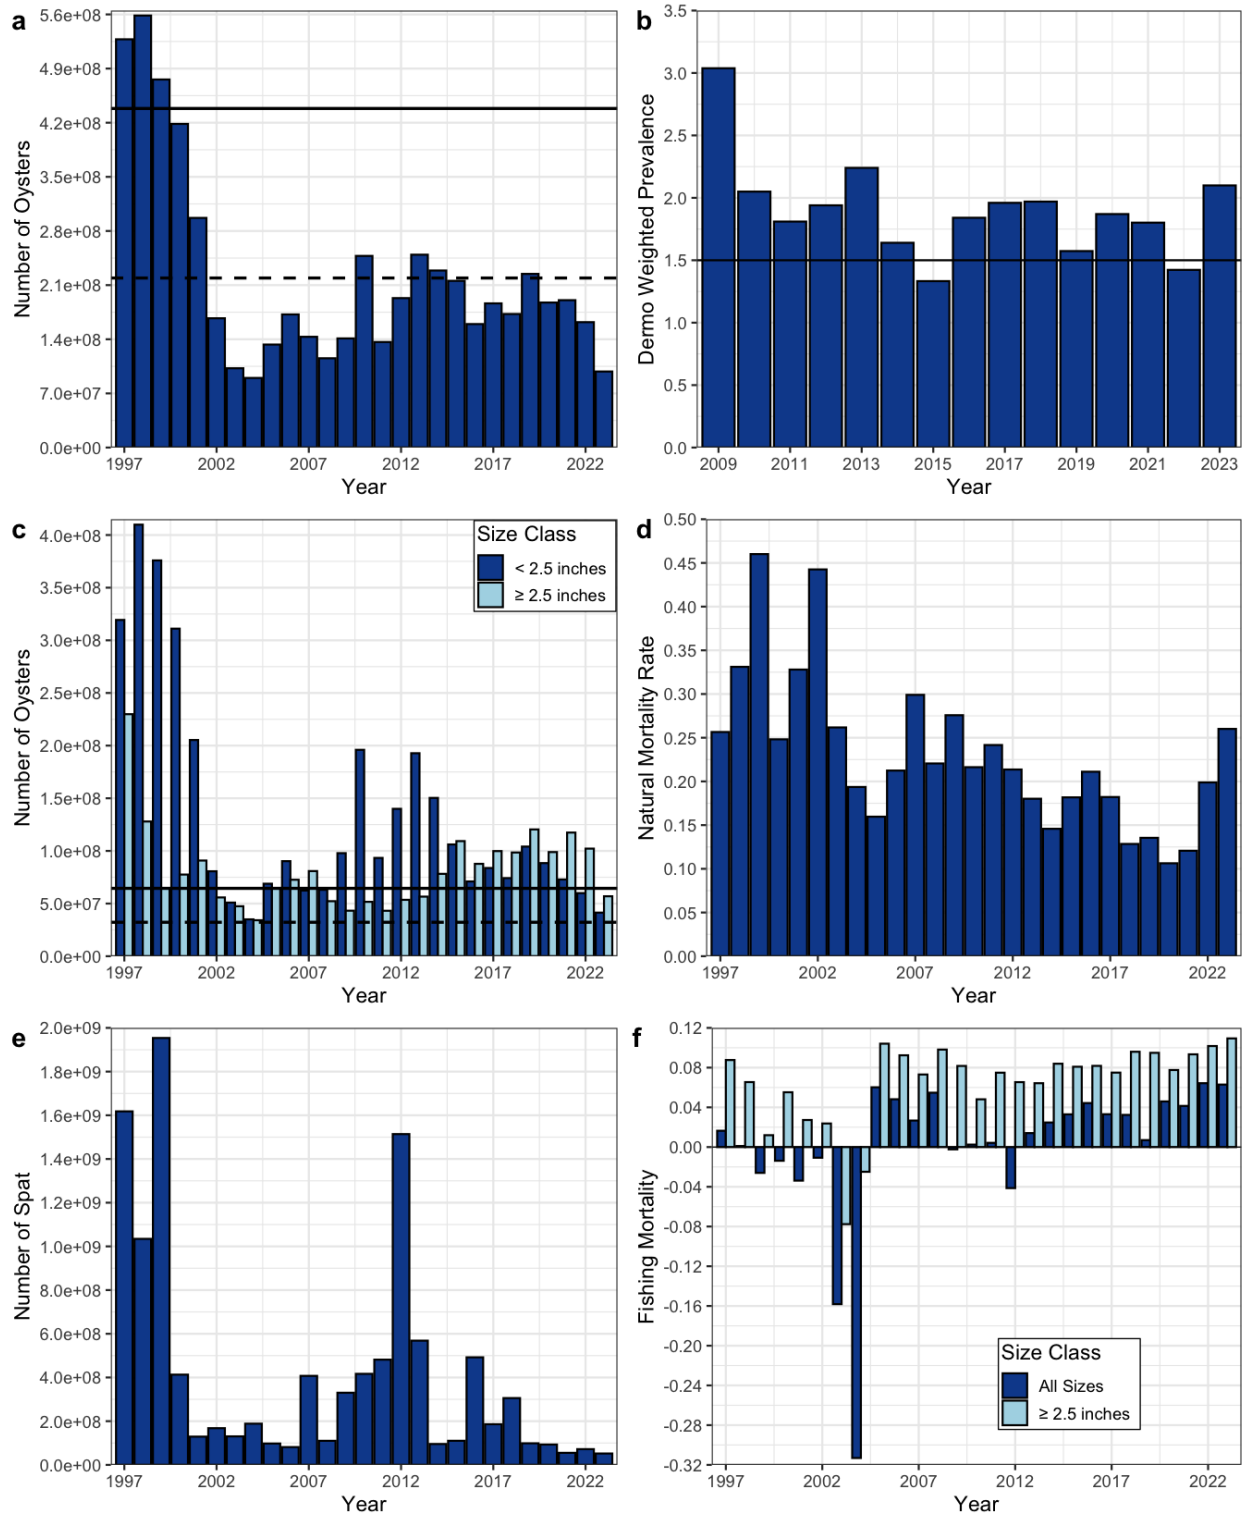 a
5.6e+08
4.9e+08
4.2e+08
3.5e+08
2.8e+08
2.1e+08
1.4e+08
7.0e+07
0.0e+00
Number of Oysters
1997 2002 2007 2012 2017 2022
Year
b
3.5
3.0
2.5
2.0
1.5
1.0
0.5
0.0
Dermo Weighted Prevalence
2009 2011 2013 2015 2017 2019 2021 2023
Year
c
4.0e+08
3.5e+08
3.0e+08
2.5e+08
2.0e+08
1.5e+08
1.0e+08
5.0e+07
0.0e+00
Number of Oysters
Size Class
< 2.5 inches
≥ 2.5 inches
1997 2002 2007 2012 2017 2022
Year
d
0.50
0.45
0.40
0.35
0.30
0.25
0.20
0.15
0.10
0.05
0.00
Natural Mortality Rate
1997 2002 2007 2012 2017 2022
Year
e
2.0e+09
1.8e+09
1.6e+09
1.4e+09
1.2e+09
1.0e+09
8.0e+08
6.0e+08
4.0e+08
2.0e+08
0.0e+00
Number of Spat
1997 2002 2007 2012 2017 2022
Year
f
0.12
0.08
0.04
0.00
-0.04
-0.08
-0.12
-0.16
-0.20
-0.24
-0.28
-0.32
Fishing Mortality
Size Class
All Sizes
≥ 2.5 inches
1997 2002 2007 2012 2017 2022
Year